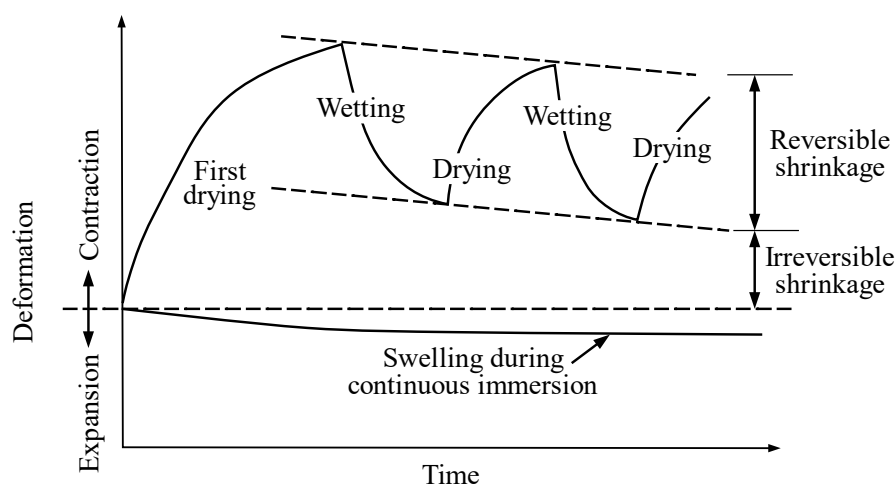 Wetting
Wetting
Drying
Drying
First
drying
Reversible
shrinkage
Irreversible
shrinkage
Deformation
Contraction
Expansion
Swelling during
continuous immersion
Time